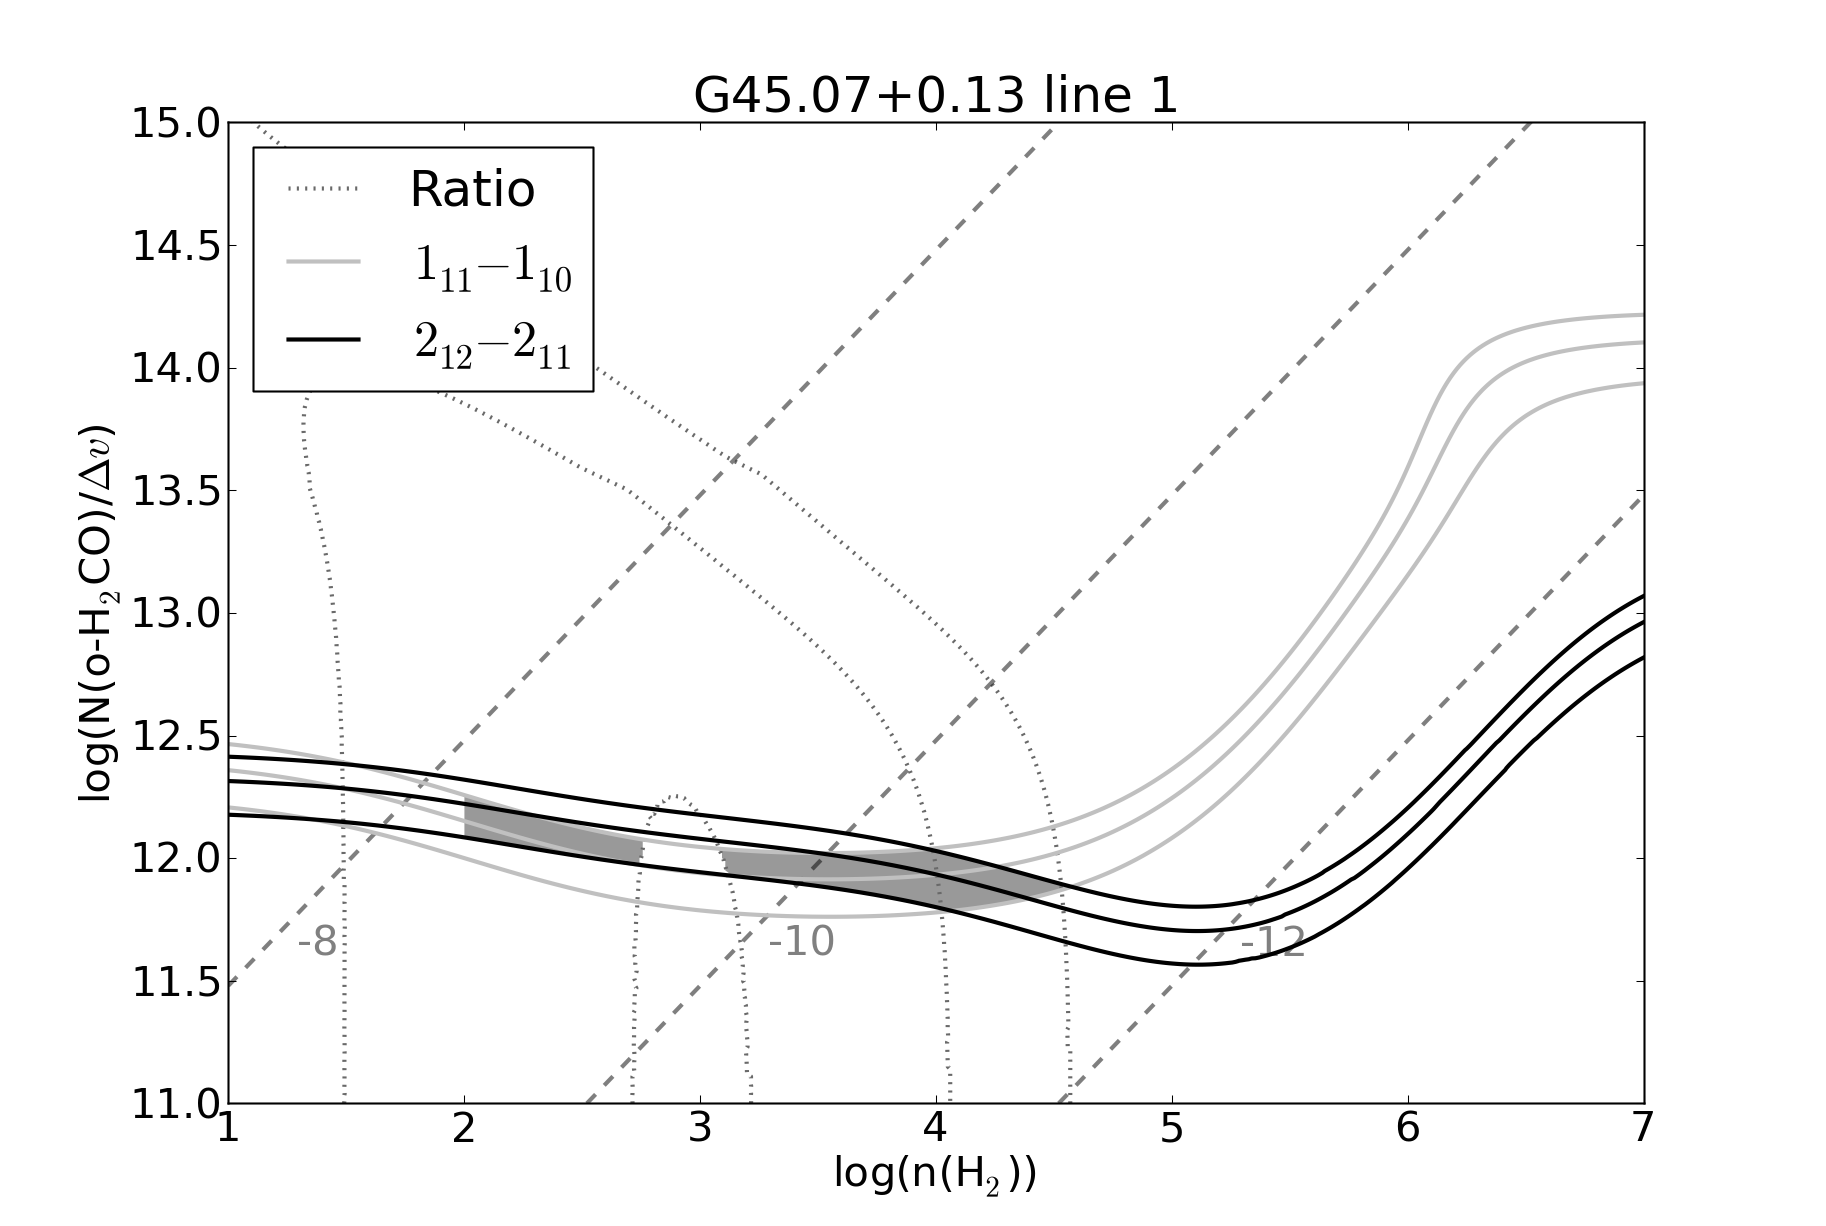 G45.07+0.13 line 1
Ratio
1₁₁−1₁₀
2₁₂−2₁₁
log(N(o-H₂CO)/Δv)
15.0
14.5
14.0
13.5
13.0
12.5
12.0
11.5
11.0
-8
-10
-12
1 2 3 4 5 6 7
log(n(H₂))